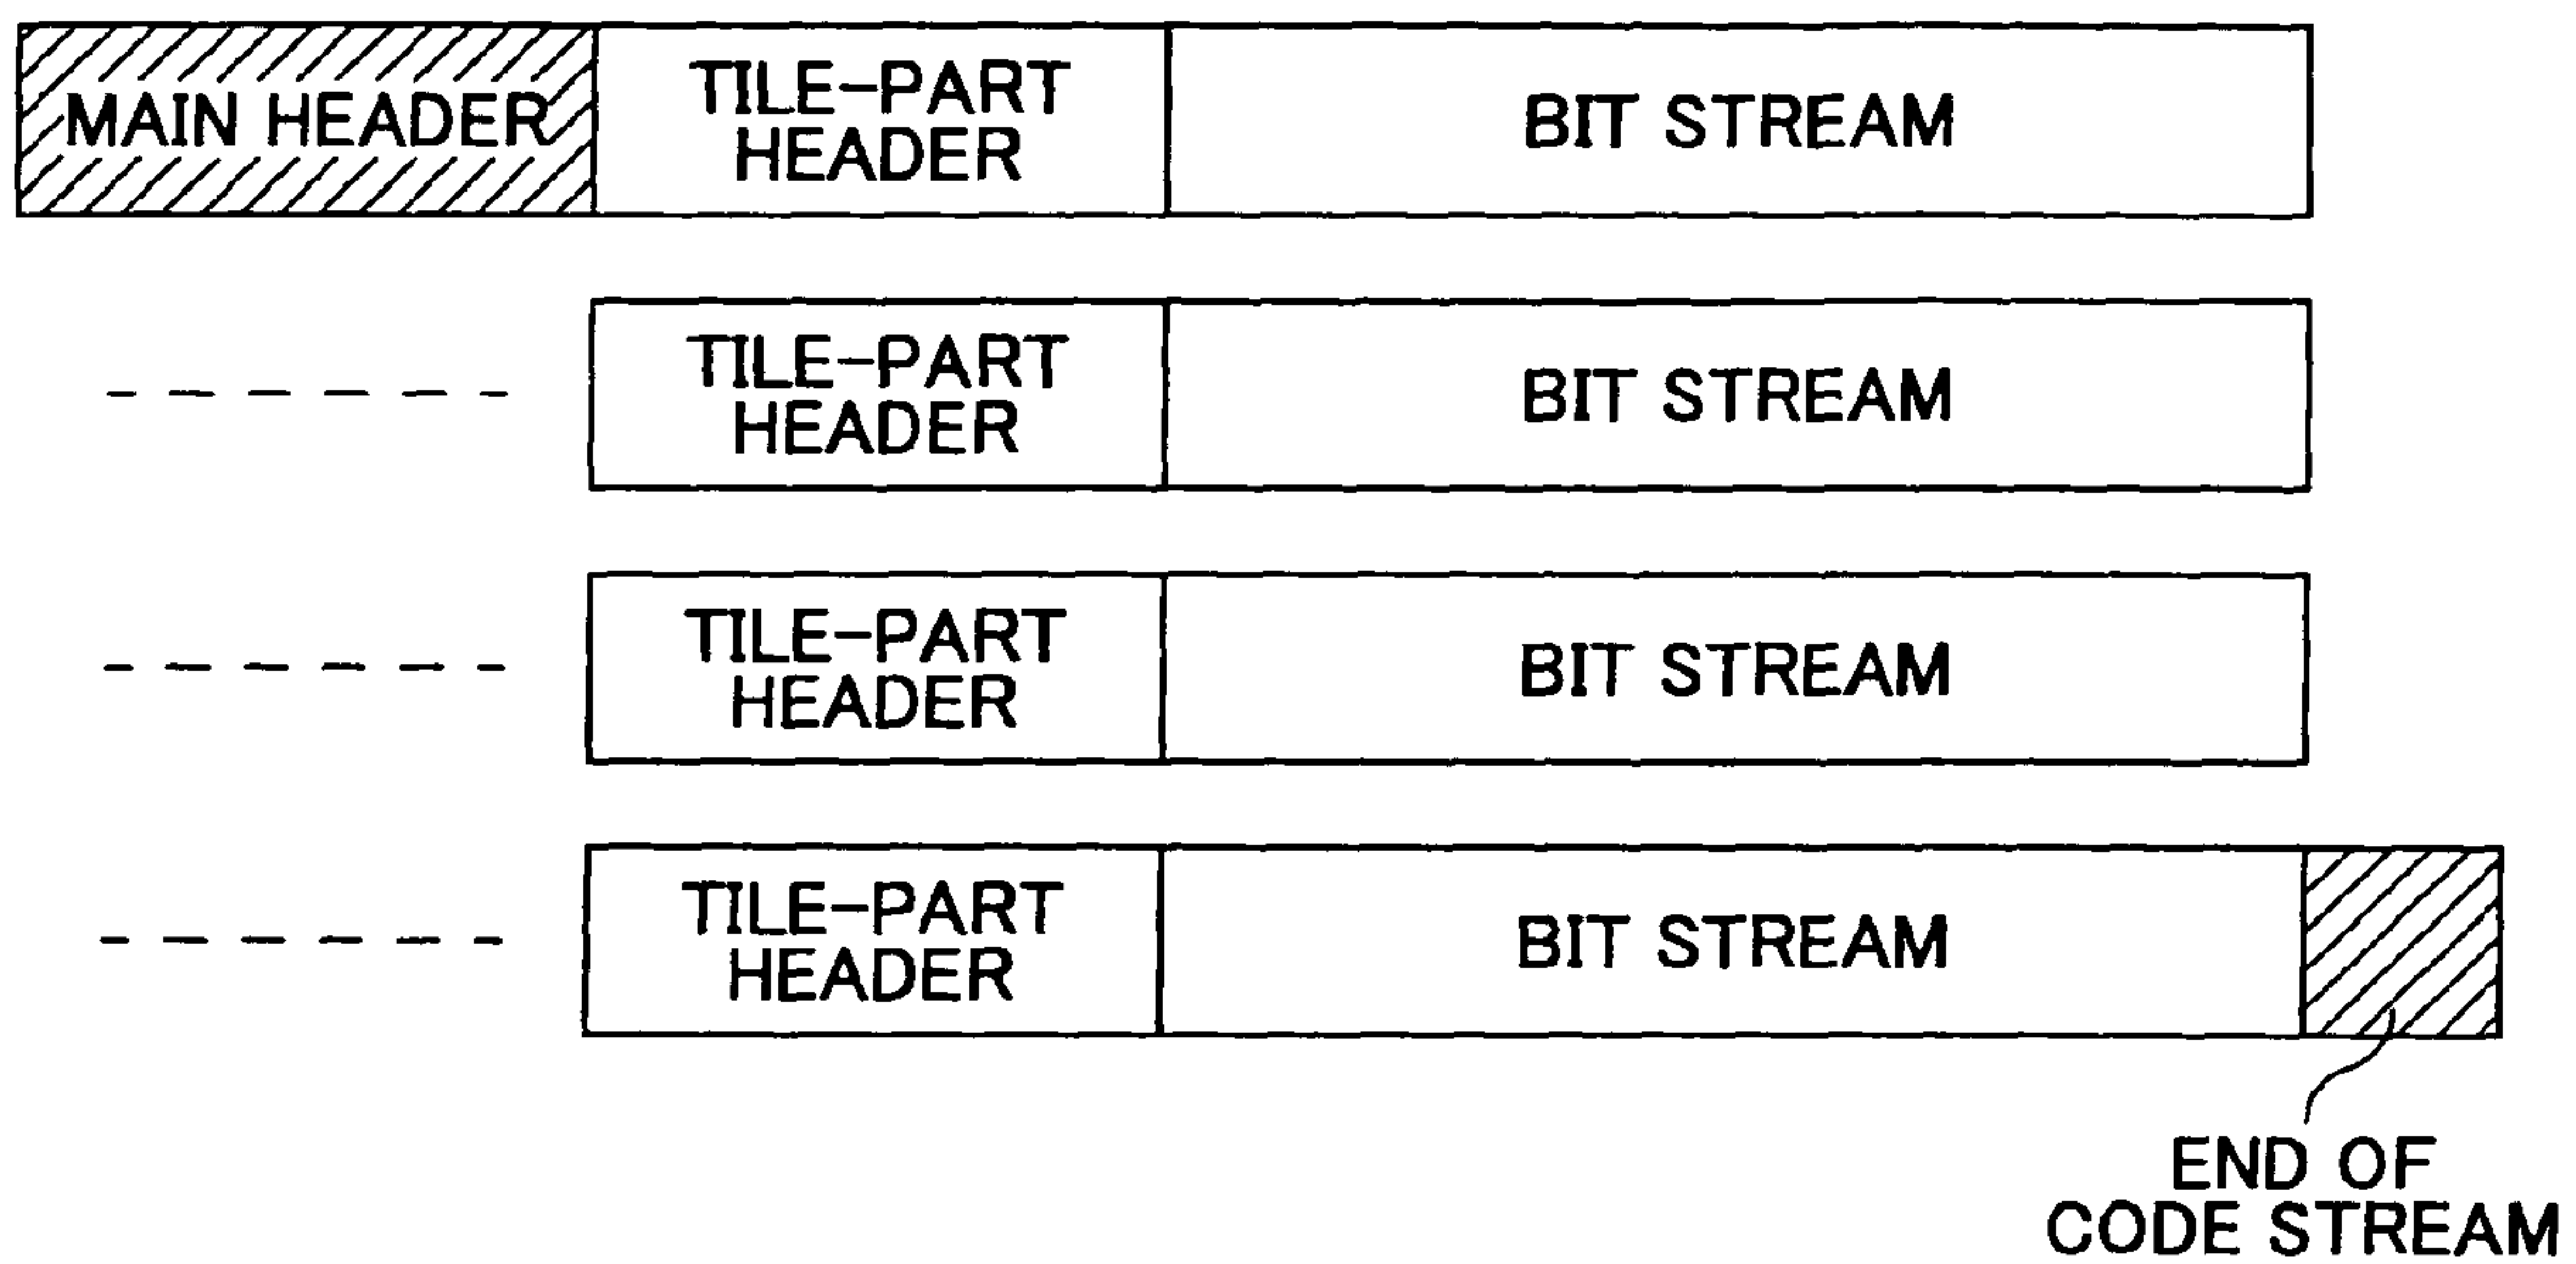 MAIN HEADER
TILE-PART
HEADER
BIT STREAM
TILE-PART
HEADER
BIT STREAM
TILE-PART
HEADER
BIT STREAM
TILE-PART
HEADER
BIT STREAM
END OF
CODE STREAM